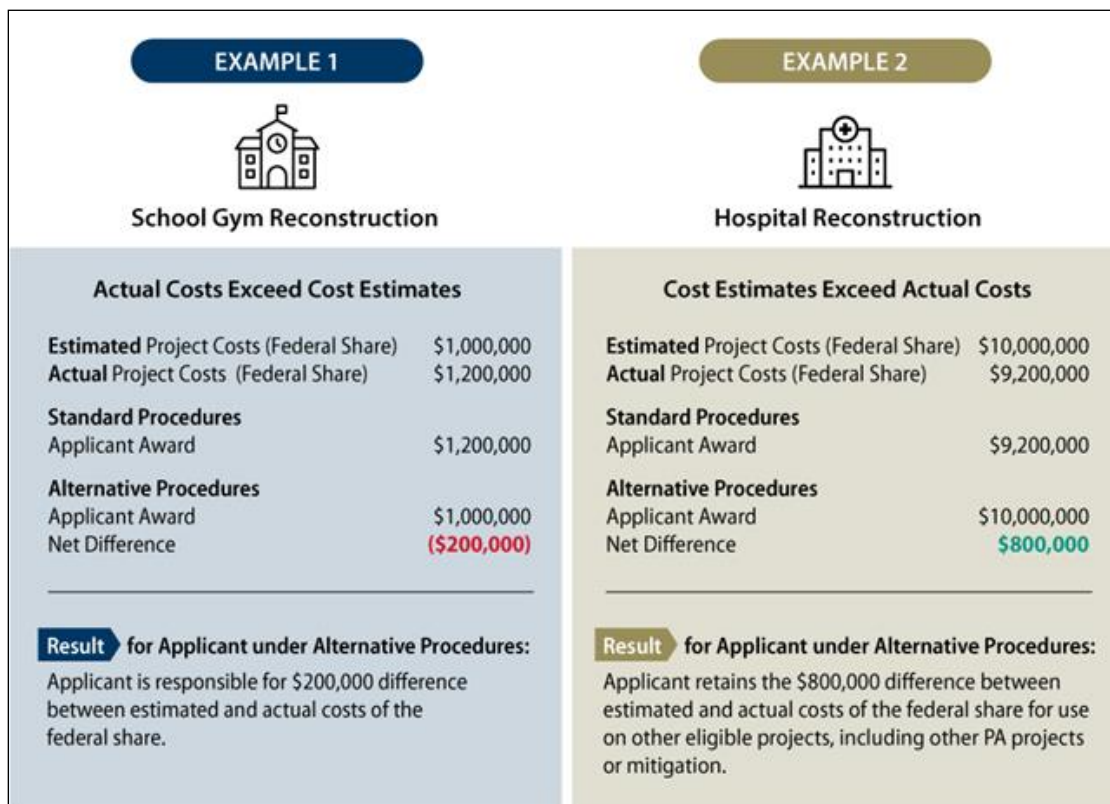 EXAMPLE 1
School Gym Reconstruction
Actual Costs Exceed Cost Estimates
Estimated Project Costs (Federal Share) $1,000,000
Actual Project Costs (Federal Share) $1,200,000
Standard Procedures
Applicant Award $1,200,000
Alternative Procedures
Applicant Award $1,000,000
Net Difference ($200,000)
Result for Applicant under Alternative Procedures:
Applicant is responsible for $200,000 difference
between estimated and actual costs of the
federal share.
EXAMPLE 2
Hospital Reconstruction
Cost Estimates Exceed Actual Costs
Estimated Project Costs (Federal Share) $10,000,000
Actual Project Costs (Federal Share) $9,200,000
Standard Procedures
Applicant Award $9,200,000
Alternative Procedures
Applicant Award $10,000,000
Net Difference $800,000
Result for Applicant under Alternative Procedures:
Applicant retains the $800,000 difference between
estimated and actual costs of the federal share for use
on other eligible projects, including other PA projects
or mitigation.